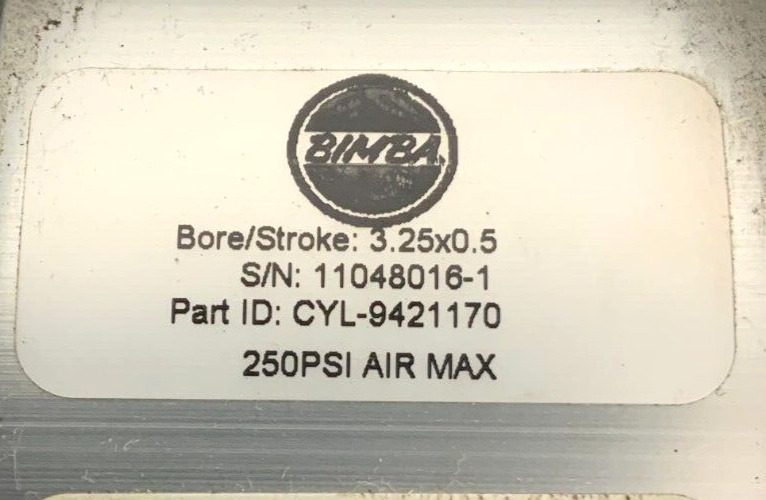 BIMBA
Bore/Stroke: 3.25x0.5
S/N: 11048016-1
Part ID: CYL-9421170
250PSI AIR MAX